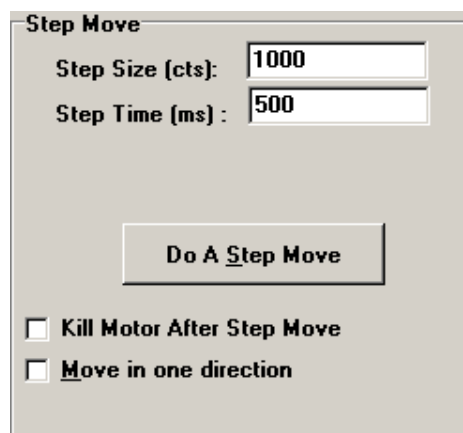 Step Move
Step Size (cts): 1000
Step Time (ms) : 500
Do A Step Move
Kill Motor After Step Move
Move in one direction